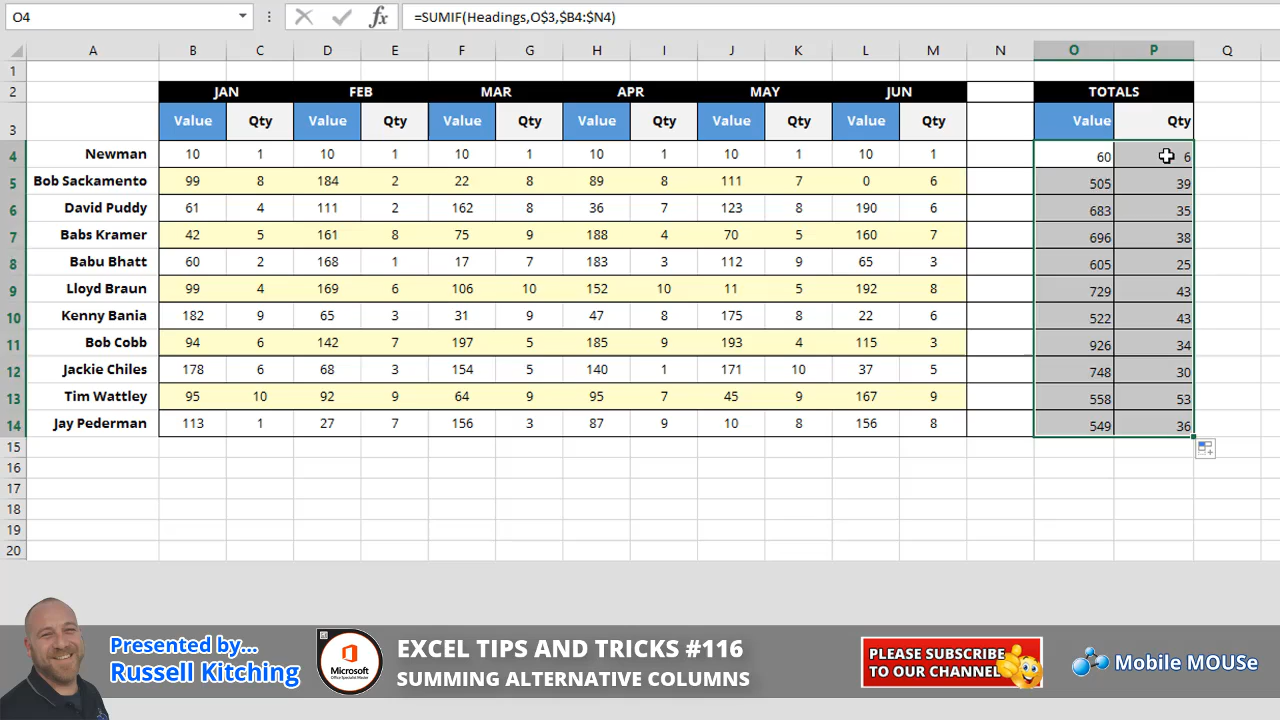 O4 =SUMIF(Headings,O$3,$B4:$N4)
A B C D E F G H I J K L M N O P Q
1
2 JAN FEB MAR APR MAY JUN TOTALS
3 Value Qty Value Qty Value Qty Value Qty Value Qty Value Qty Value Qty
4 Newman 10 1 10 1 10 1 10 1 10 1 10 1 60 6
5 Bob Sackamento 99 8 184 2 22 8 89 8 111 7 0 6 505 39
6 David Puddy 61 4 111 2 162 8 36 7 123 8 190 6 683 35
7 Babs Kramer 42 5 161 8 75 9 188 4 70 5 160 7 696 38
8 Babu Bhatt 60 2 168 1 17 7 183 3 112 9 65 3 605 25
9 Lloyd Braun 99 4 169 6 106 10 152 10 11 5 192 8 729 43
10 Kenny Bania 182 9 65 3 31 9 47 8 175 8 22 6 522 43
11 Bob Cobb 94 6 142 7 197 5 185 9 193 4 115 3 926 34
12 Jackie Chiles 178 6 68 3 154 5 140 1 171 10 37 5 748 30
13 Tim Wattley 95 10 92 9 64 9 95 7 45 9 167 9 558 53
14 Jay Pederman 113 1 27 7 156 3 87 9 10 8 156 8 549 36
15
16
17
18
19
20
Presented by...
Russell Kitching
Microsoft
EXCEL TIPS AND TRICKS #116
SUMMING ALTERNATIVE COLUMNS
PLEASE SUBSCRIBE
TO OUR CHANNEL
Mobile MOUSe